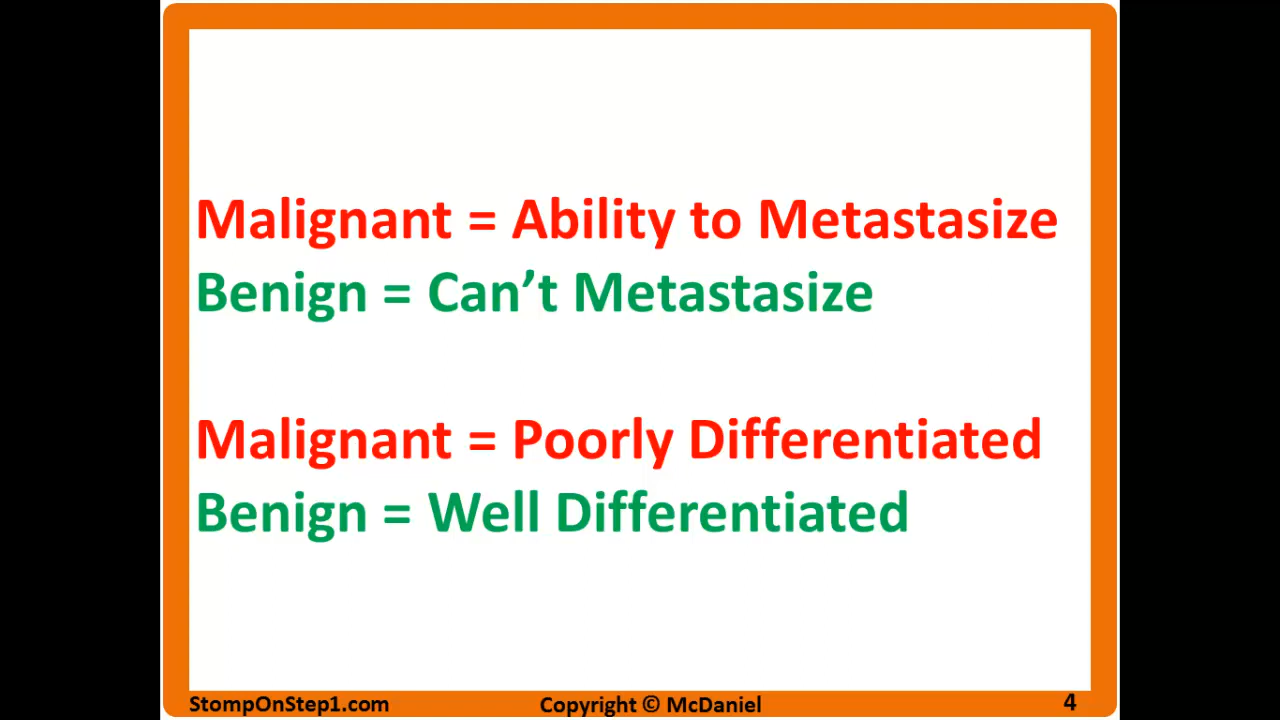 Malignant = Ability to Metastasize
Benign = Can’t Metastasize
Malignant = Poorly Differentiated
Benign = Well Differentiated
StompOnStep1.com
Copyright © McDaniel
4